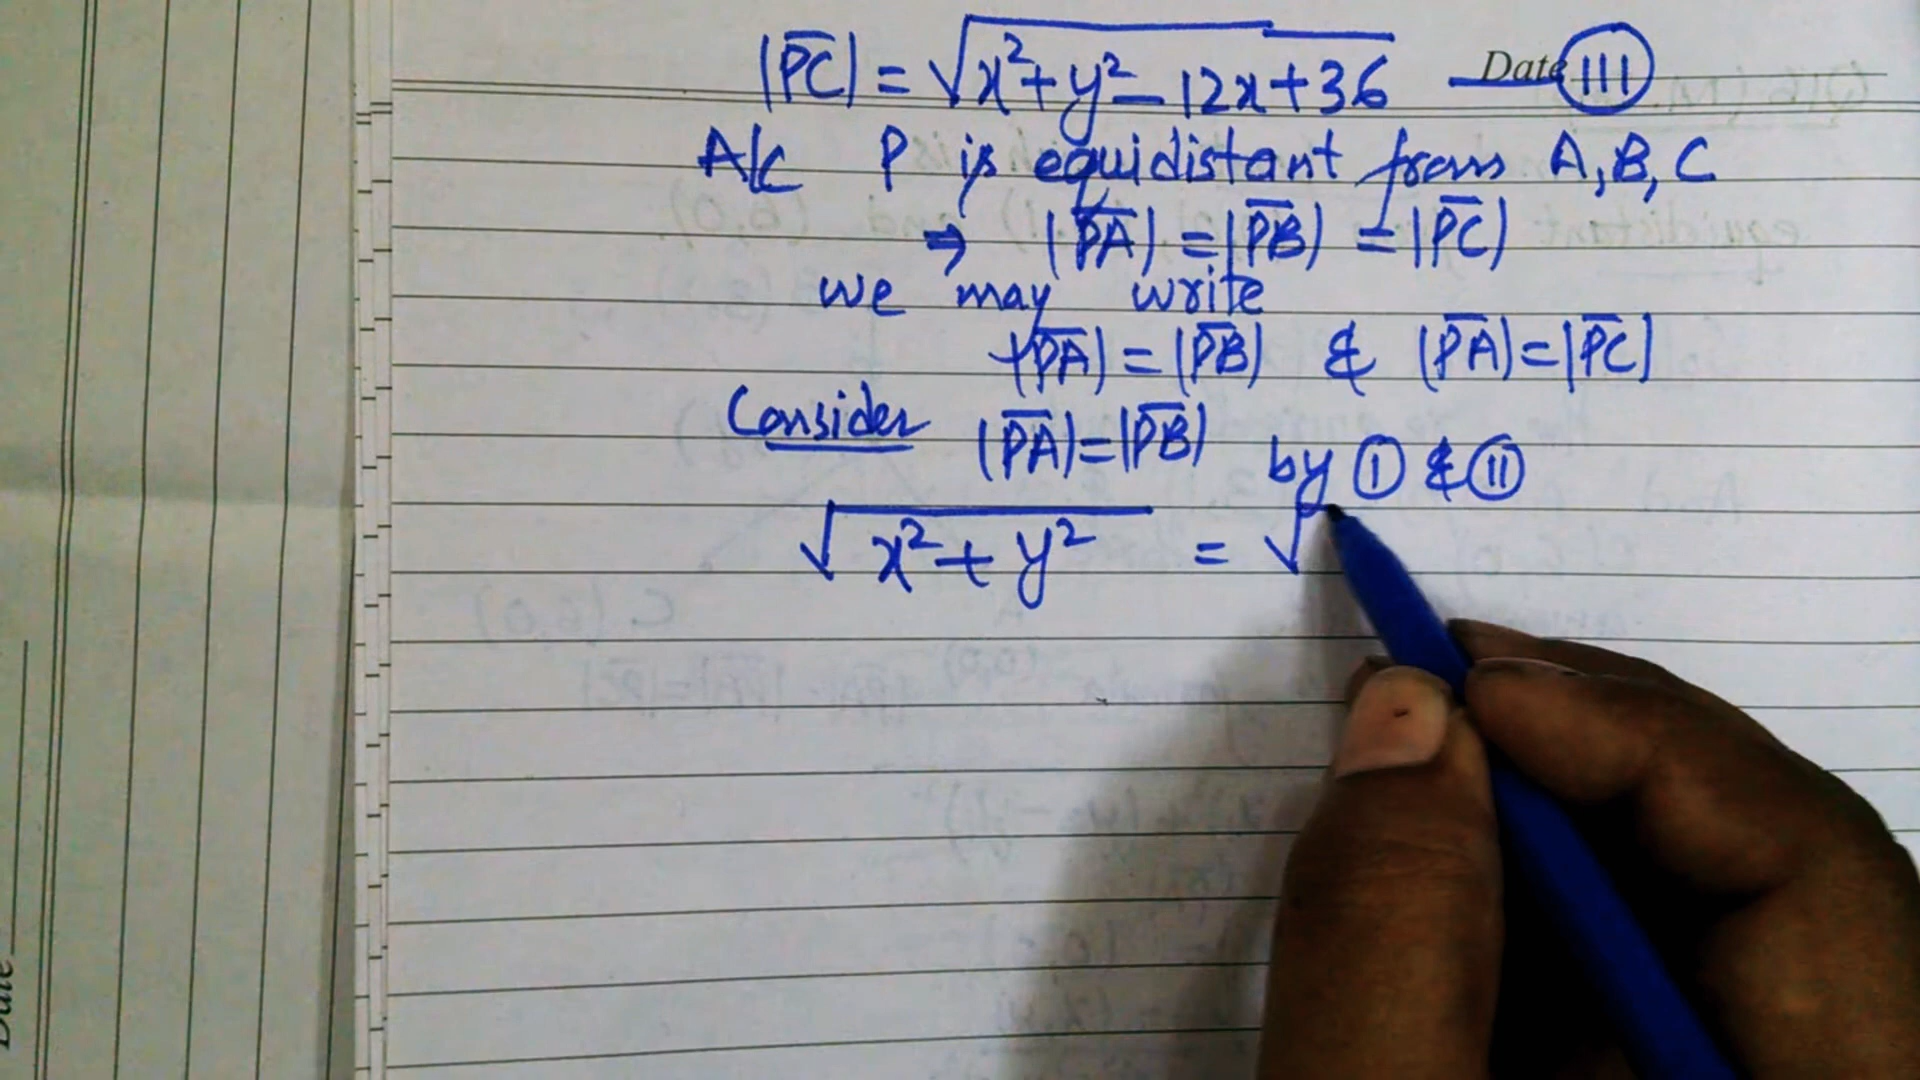 |PC| = √x²+y²-12x+36 Date III
A/c P is equidistant from A, B, C
⇒ |PA| = |PB| = |PC|
we may write
|PA| = |PB| & |PA| = |PC|
Consider |PA| = |PB| by I & II
√x²+y² = √
Date